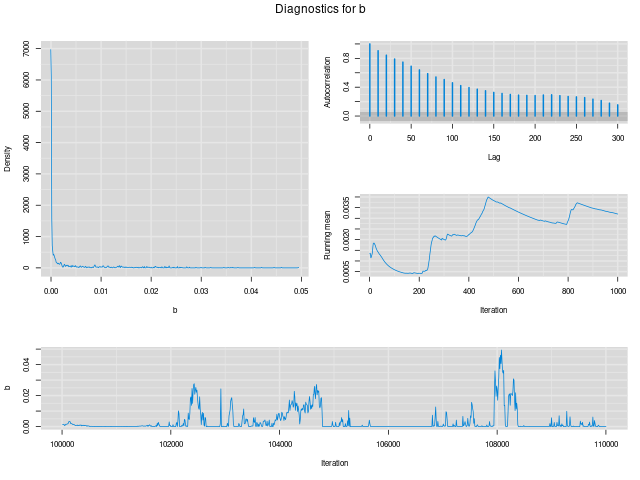 Diagnostics for b
Density
7000
6000
5000
4000
3000
2000
1000
0
0.00 0.01 0.02 0.03 0.04 0.05
b
Autocorrelation
0.8
0.4
0.0
0 50 100 150 200 250 300
Lag
Running mean
0.0035
0.0020
0.0005
0 200 400 600 800 1000
Iteration
b
0.04
0.02
0.00
100000 102000 104000 106000 108000 110000
Iteration